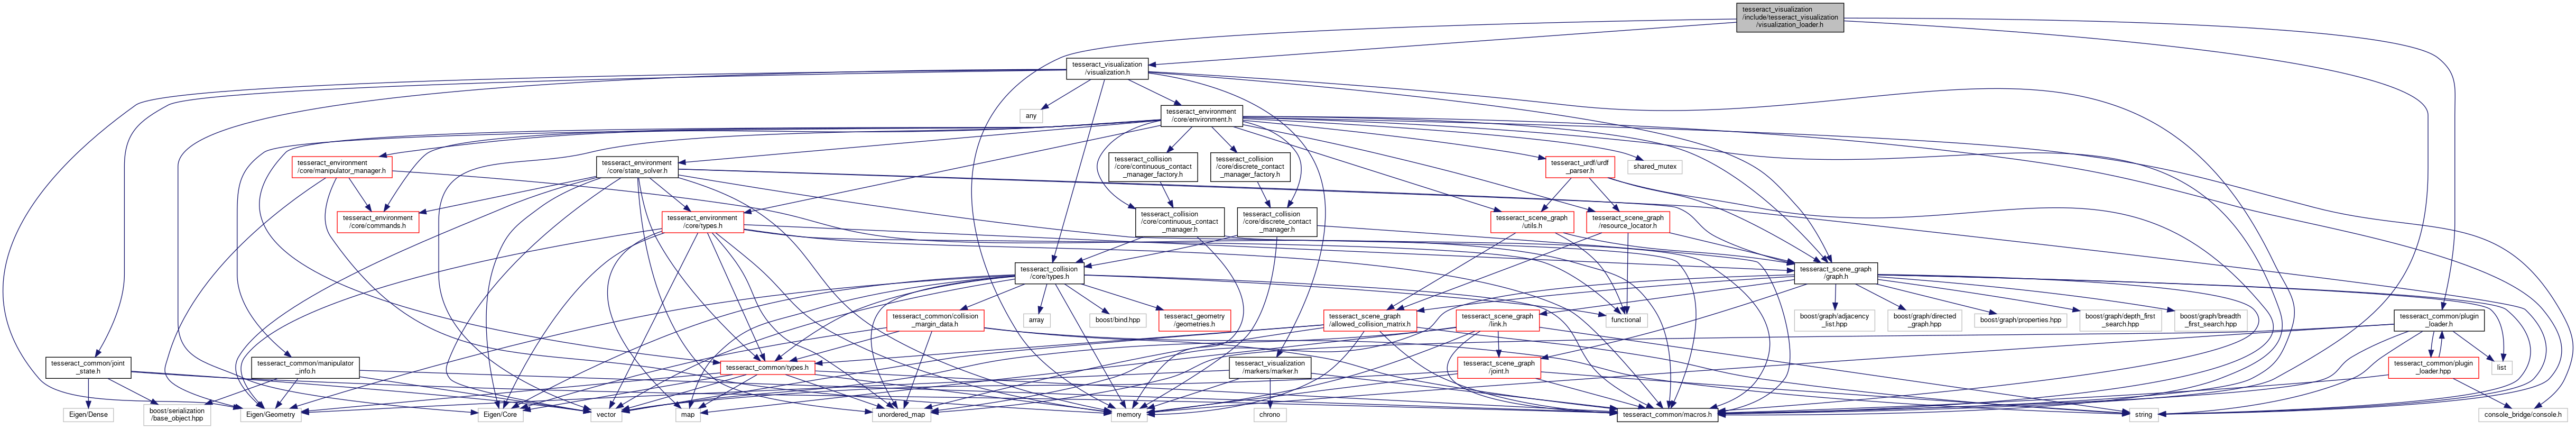 tesseract_visualization
/include/tesseract_visualization
/visualization_loader.h
tesseract_visualization
/visualization.h
any
tesseract_environment
/core/environment.h
tesseract_environment
/core/manipulator_manager.h
tesseract_environment
/core/state_solver.h
tesseract_collision
/core/continuous_contact
_manager_factory.h
tesseract_collision
/core/discrete_contact
_manager_factory.h
tesseract_urdf/urdf
_parser.h
shared_mutex
tesseract_environment
/core/commands.h
tesseract_environment
/core/types.h
tesseract_collision
/core/continuous_contact
_manager.h
tesseract_collision
/core/discrete_contact
_manager.h
tesseract_scene_graph
/utils.h
tesseract_scene_graph
/resource_locator.h
tesseract_collision
/core/types.h
tesseract_scene_graph
/graph.h
tesseract_common/collision
_margin_data.h
array
boost/bind.hpp
tesseract_geometry
/geometries.h
tesseract_scene_graph
/allowed_collision_matrix.h
tesseract_scene_graph
/link.h
functional
boost/graph/adjacency
_list.hpp
boost/graph/directed
_graph.hpp
boost/graph/properties.hpp
boost/graph/depth_first
_search.hpp
boost/graph/breadth
_first_search.hpp
tesseract_common/plugin
_loader.h
tesseract_common/joint
_state.h
tesseract_common/manipulator
_info.h
tesseract_common/types.h
tesseract_visualization
/markers/marker.h
tesseract_scene_graph
/joint.h
tesseract_common/plugin
_loader.hpp
list
Eigen/Dense
boost/serialization
/base_object.hpp
Eigen/Geometry
Eigen/Core
vector
map
unordered_map
memory
chrono
tesseract_common/macros.h
string
console_bridge/console.h